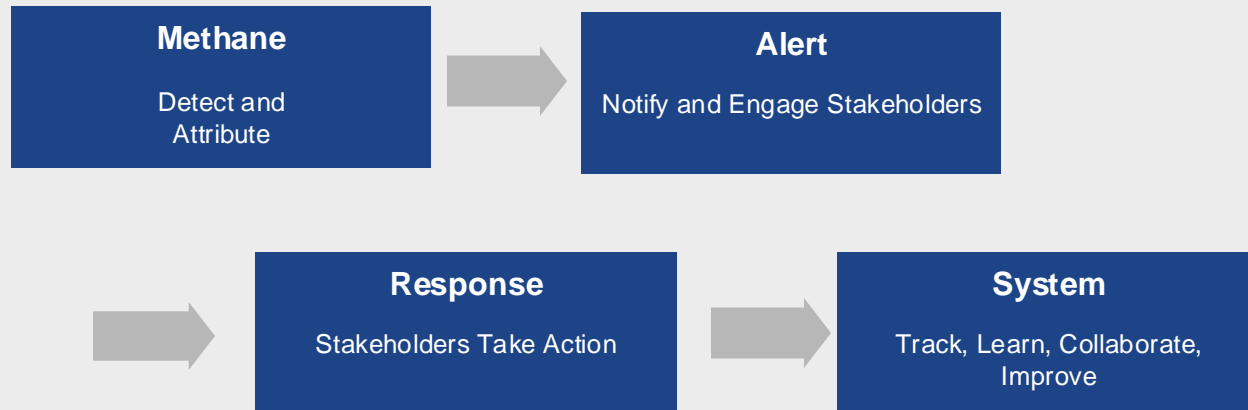 Methane
Detect and
Attribute
Alert
Notify and Engage Stakeholders
Response
Stakeholders Take Action
System
Track, Learn, Collaborate,
Improve